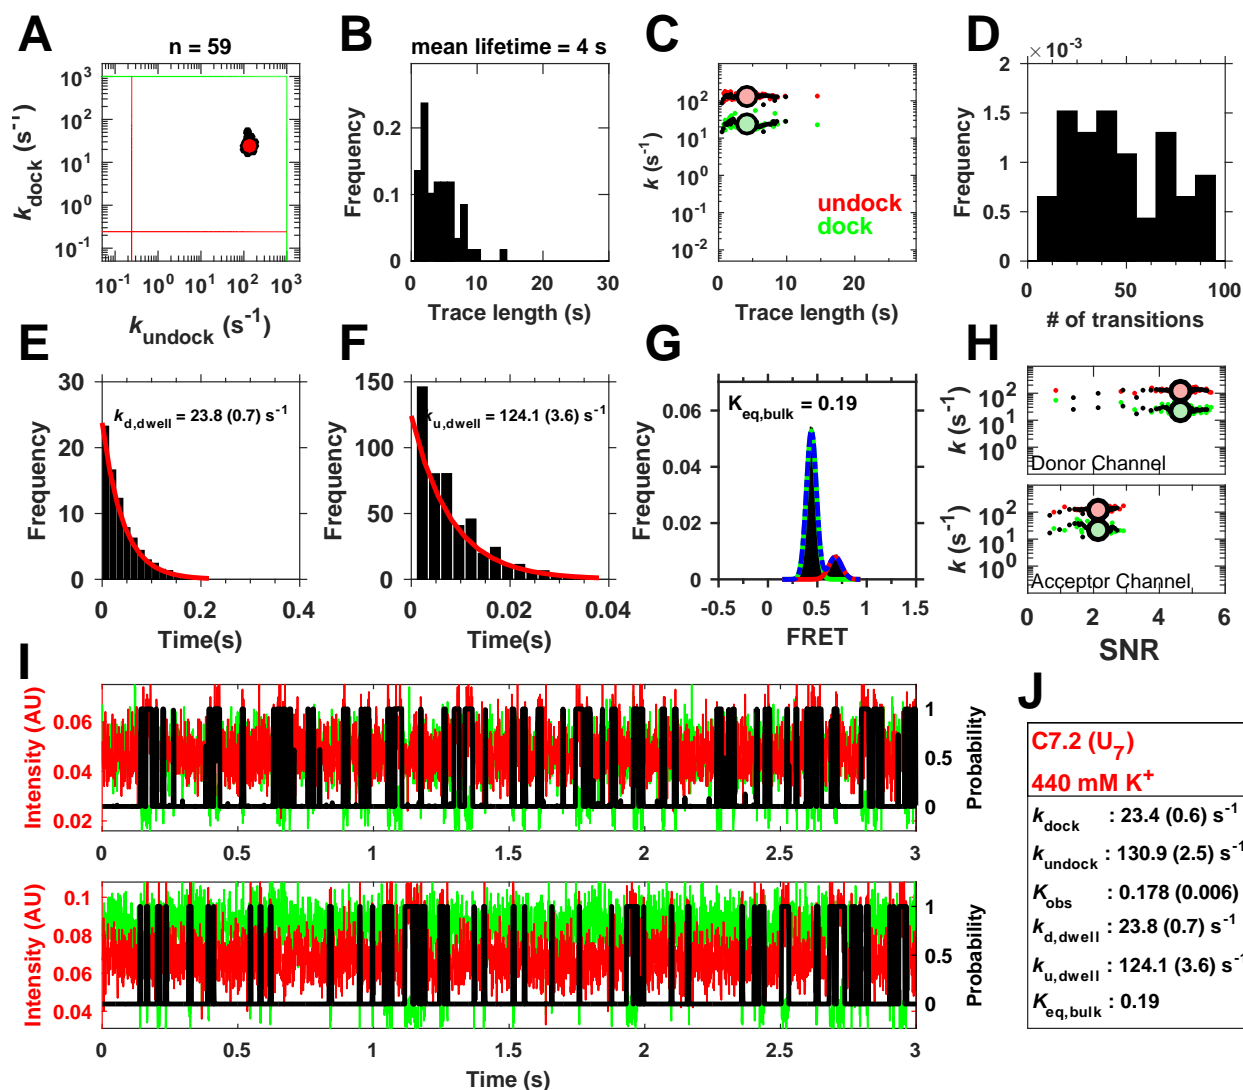 A
n = 59
k_dock (s⁻¹)
10³
10²
10¹
10⁰
10⁻¹
10⁻¹ 10⁰ 10¹ 10² 10³
k_undock (s⁻¹)
B
mean lifetime = 4 s
Frequency
0.2
0.1
0
0 10 20 30
Trace length (s)
C
k (s⁻¹)
10²
10¹
10⁰
10⁻¹
10⁻²
undock
dock
0 10 20
Trace length (s)
D
×10⁻³
Frequency
2
1.5
1
0.5
0
0 50 100
# of transitions
E
Frequency
30
20
10
0
k_d,dwell = 23.8 (0.7) s⁻¹
0 0.2 0.4
Time(s)
F
Frequency
150
100
50
0
k_u,dwell = 124.1 (3.6) s⁻¹
0 0.02 0.04
Time(s)
G
Frequency
0.06
0.04
0.02
0
K_eq,bulk = 0.19
-0.5 0 0.5 1 1.5
FRET
H
k (s⁻¹)
10²
10¹
10⁰
Donor Channel
k (s⁻¹)
10²
10¹
10⁰
Acceptor Channel
0 2 4 6
SNR
I
Intensity (AU)
0.06
0.04
0.02
1
0.5
0
Probability
0 0.5 1 1.5 2 2.5 3
Intensity (AU)
0.1
0.08
0.06
0.04
1
0.5
0
Probability
0 0.5 1 1.5 2 2.5 3
Time (s)
J
C7.2 (U₇)
440 mM K⁺
k_dock : 23.4 (0.6) s⁻¹
k_undock : 130.9 (2.5) s⁻¹
K_obs : 0.178 (0.006)
k_d,dwell : 23.8 (0.7) s⁻¹
k_u,dwell : 124.1 (3.6) s⁻¹
K_eq,bulk : 0.19